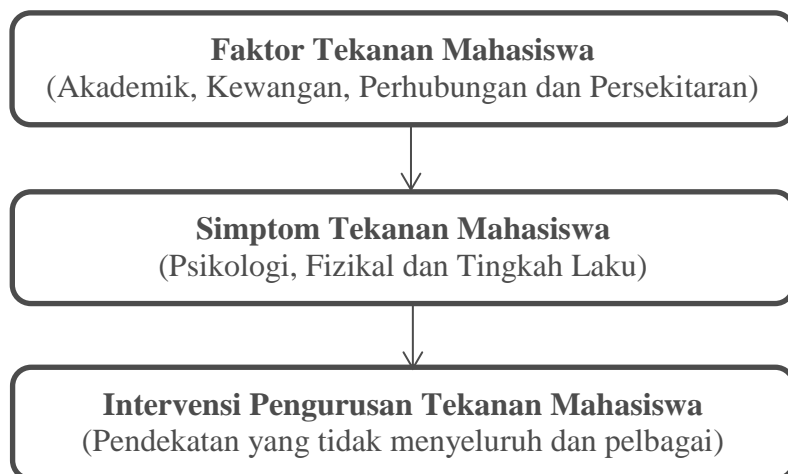 Faktor Tekanan Mahasiswa
(Akademik, Kewangan, Perhubungan dan Persekitaran)
Simptom Tekanan Mahasiswa
(Psikologi, Fizikal dan Tingkah Laku)
Intervensi Pengurusan Tekanan Mahasiswa
(Pendekatan yang tidak menyeluruh dan pelbagai)